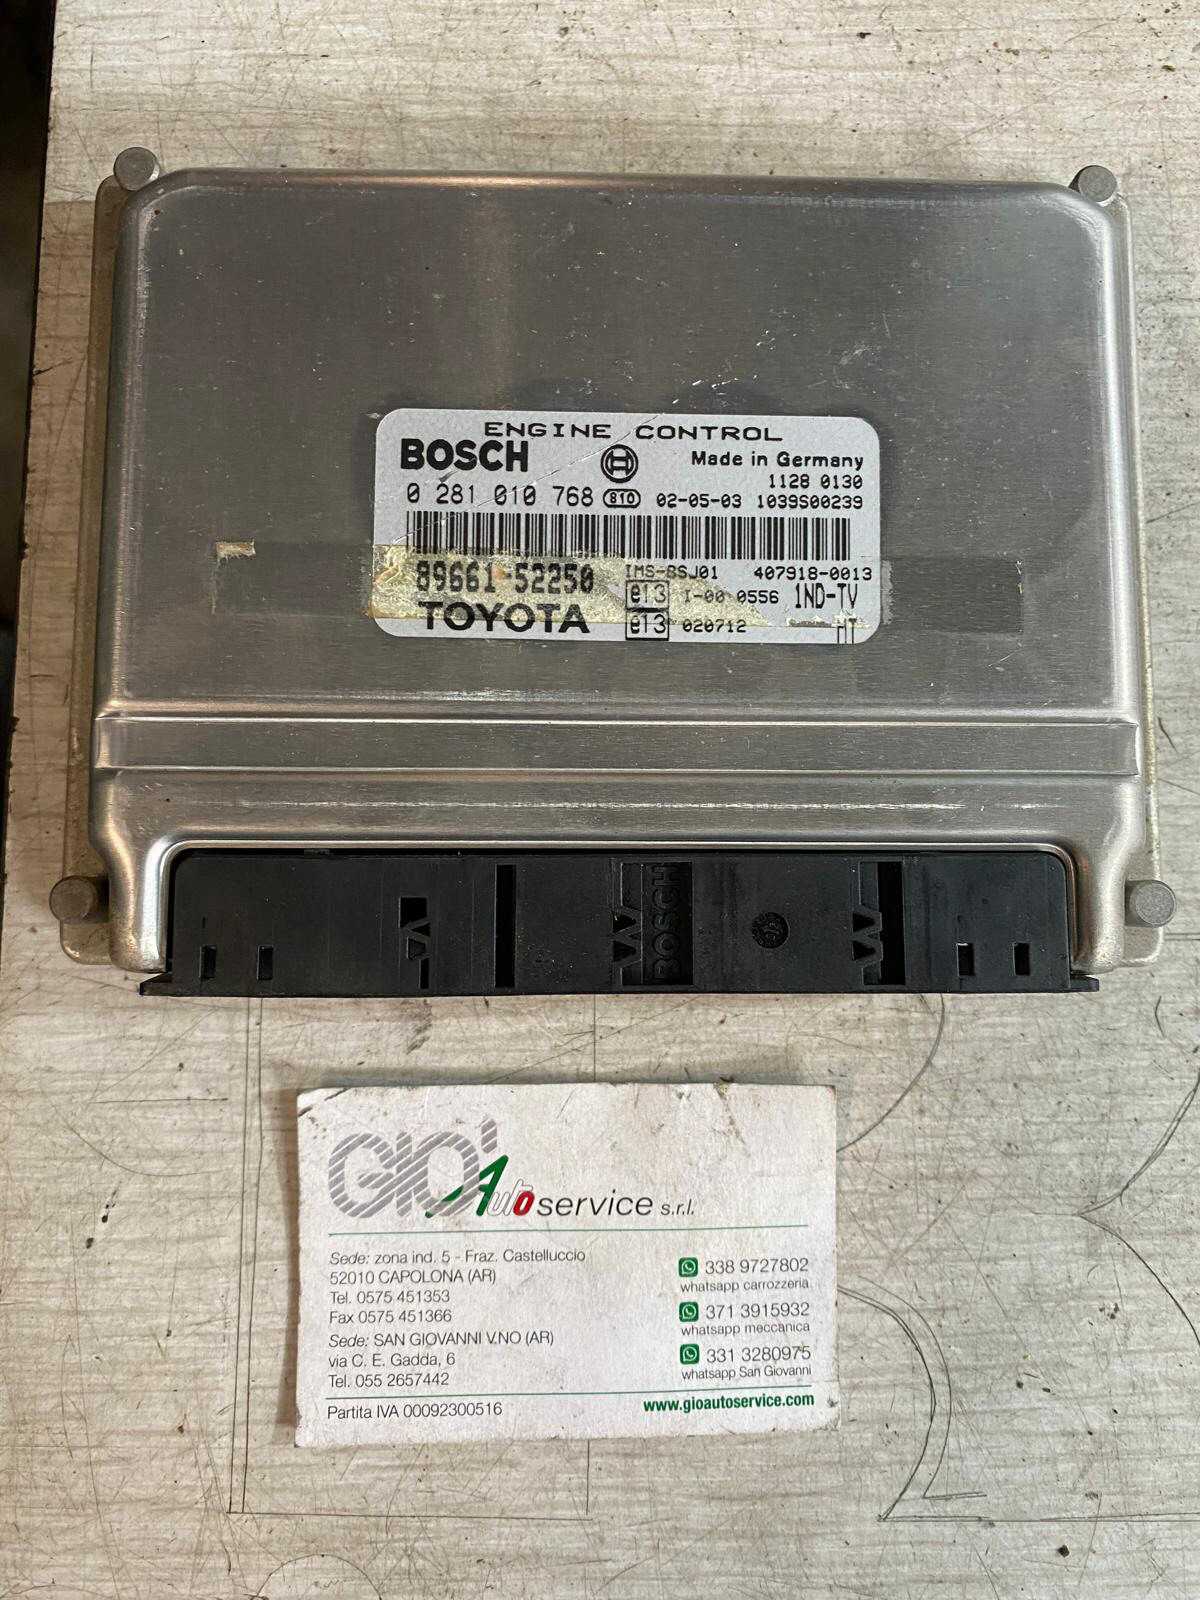 ENGINE CONTROL
BOSCH Made in Germany
1128 0130
0 281 010 768 810 02-05-03 1039S00239
89661-52250 IMS-BSJ01 407918-0013
e13 I-00 0556 1ND-TV
TOYOTA e13 020712 HT
BOSCH
GIO' Autoservice s.r.l.
Sede: zona ind. 5 - Fraz. Castelluccio
52010 CAPOLONA (AR)
Tel. 0575 451353
Fax 0575 451366
Sede: SAN GIOVANNI V.NO (AR)
via C. E. Gadda, 6
Tel. 055 2657442
Partita IVA 00092300516
338 9727802
whatsapp carrozzeria
371 3915932
whatsapp meccanica
331 3280975
whatsapp San Giovanni
www.gioautoservice.com